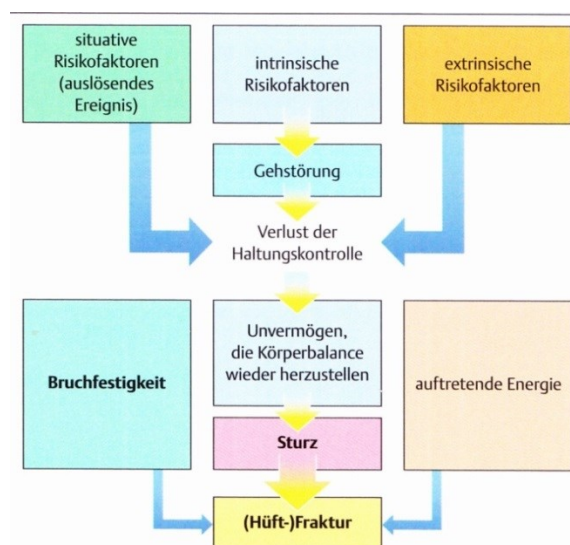 situative
Risikofaktoren
(auslösendes
Ereignis)
intrinsische
Risikofaktoren
extrinsische
Risikofaktoren
Gehstörung
Verlust der
Haltungskontrolle
Bruchfestigkeit
Unvermögen,
die Körperbalance
wieder herzustellen
auftretende Energie
Sturz
(Hüft-)Fraktur